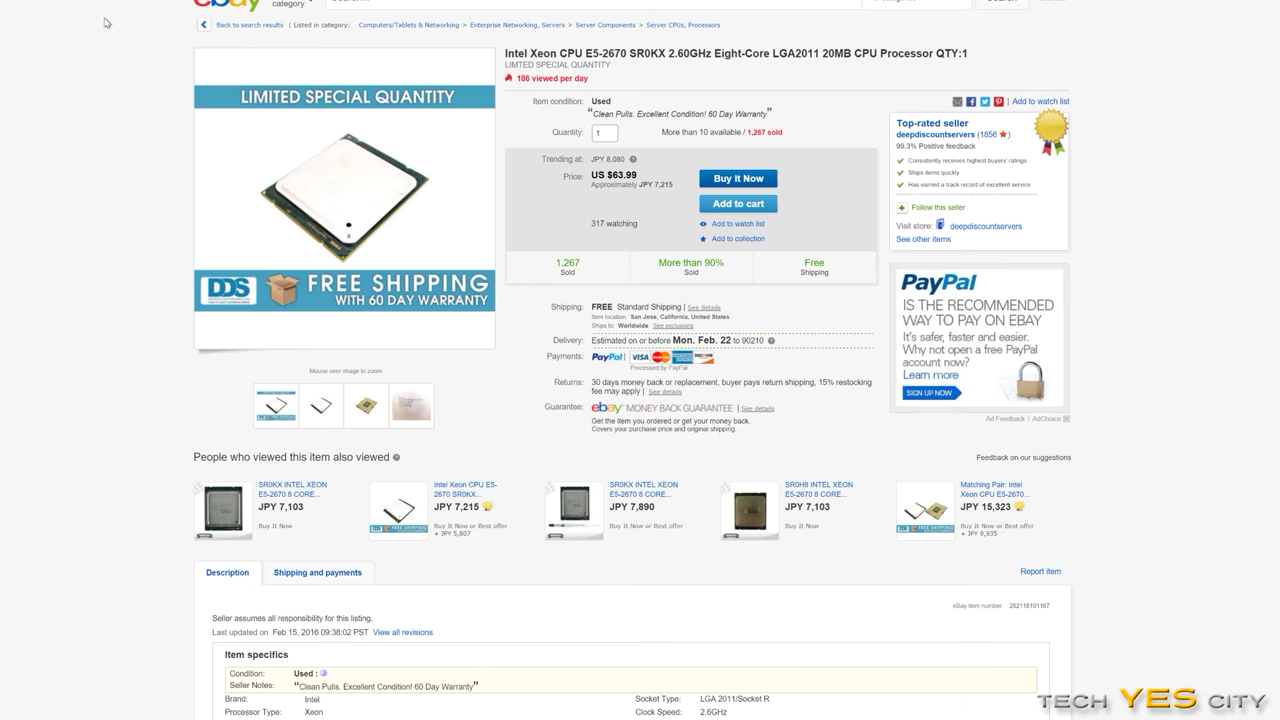 ebay
category
Back to search results | Listed in category: Computers/Tablets & Networking > Enterprise Networking, Servers > Server Components > Server CPUs, Processors
LIMITED SPECIAL QUANTITY
DDS
FREE SHIPPING
WITH 60 DAY WARRANTY
Mouse over image to zoom
Intel Xeon CPU E5-2670 SR0KX 2.60GHz Eight-Core LGA2011 20MB CPU Processor QTY:1
LIMTED SPECIAL QUANTITY
186 viewed per day
Item condition: Used
"Clean Pulls. Excellent Condition! 60 Day Warranty"
Quantity: 1 More than 10 available / 1,267 sold
Trending at: JPY 8,080
Price: US $63.99
Approximately JPY 7,215
Buy It Now
Add to cart
317 watching
Add to watch list
Add to collection
1,267 Sold
More than 90% Sold
Free Shipping
Shipping: FREE Standard Shipping | See details
Item location: San Jose, California, United States
Ships to: Worldwide See exclusions
Delivery: Estimated on or before Mon. Feb. 22 to 90210
Payments: PayPal VISA MasterCard DISCOVER
Processed by PayPal
Returns: 30 days money back or replacement, buyer pays return shipping, 15% restocking
fee may apply | See details
Guarantee: ebay MONEY BACK GUARANTEE | See details
Get the item you ordered or get your money back.
Covers your purchase price and original shipping.
Add to watch list
Top-rated seller
deepdiscountservers (1856)
99.3% Positive feedback
Consistently receives highest buyers' ratings
Ships items quickly
Has earned a track record of excellent service
Follow this seller
Visit store: deepdiscountservers
See other items
PayPal
IS THE RECOMMENDED
WAY TO PAY ON EBAY
It's safer, faster and easier.
Why not open a free PayPal
account now?
Learn more
SIGN UP NOW
Ad Feedback | AdChoice
People who viewed this item also viewed
Feedback on our suggestions
SR0KX INTEL XEON
E5-2670 8 CORE...
JPY 7,103
Buy It Now
Intel Xeon CPU E5-
2670 SR0KX...
JPY 7,215
Buy It Now or Best offer
+ JPY 5,807
SR0KX INTEL XEON
E5-2670 8 CORE...
JPY 7,890
Buy It Now or Best offer
SR0H8 INTEL XEON
E5-2670 8 CORE...
JPY 7,103
Buy It Now
Matching Pair: Intel
Xeon CPU E5-2670...
JPY 15,323
Buy It Now or Best offer
+ JPY 9,935
Description
Shipping and payments
Report item
eBay item number: 262118101167
Seller assumes all responsibility for this listing.
Last updated on Feb 15, 2016 09:38:02 PST View all revisions
Item specifics
Condition: Used :
Seller Notes: "Clean Pulls. Excellent Condition! 60 Day Warranty"
Brand: Intel Socket Type: LGA 2011/Socket R
Processor Type: Xeon Clock Speed: 2.6GHz
TECH YES CITY